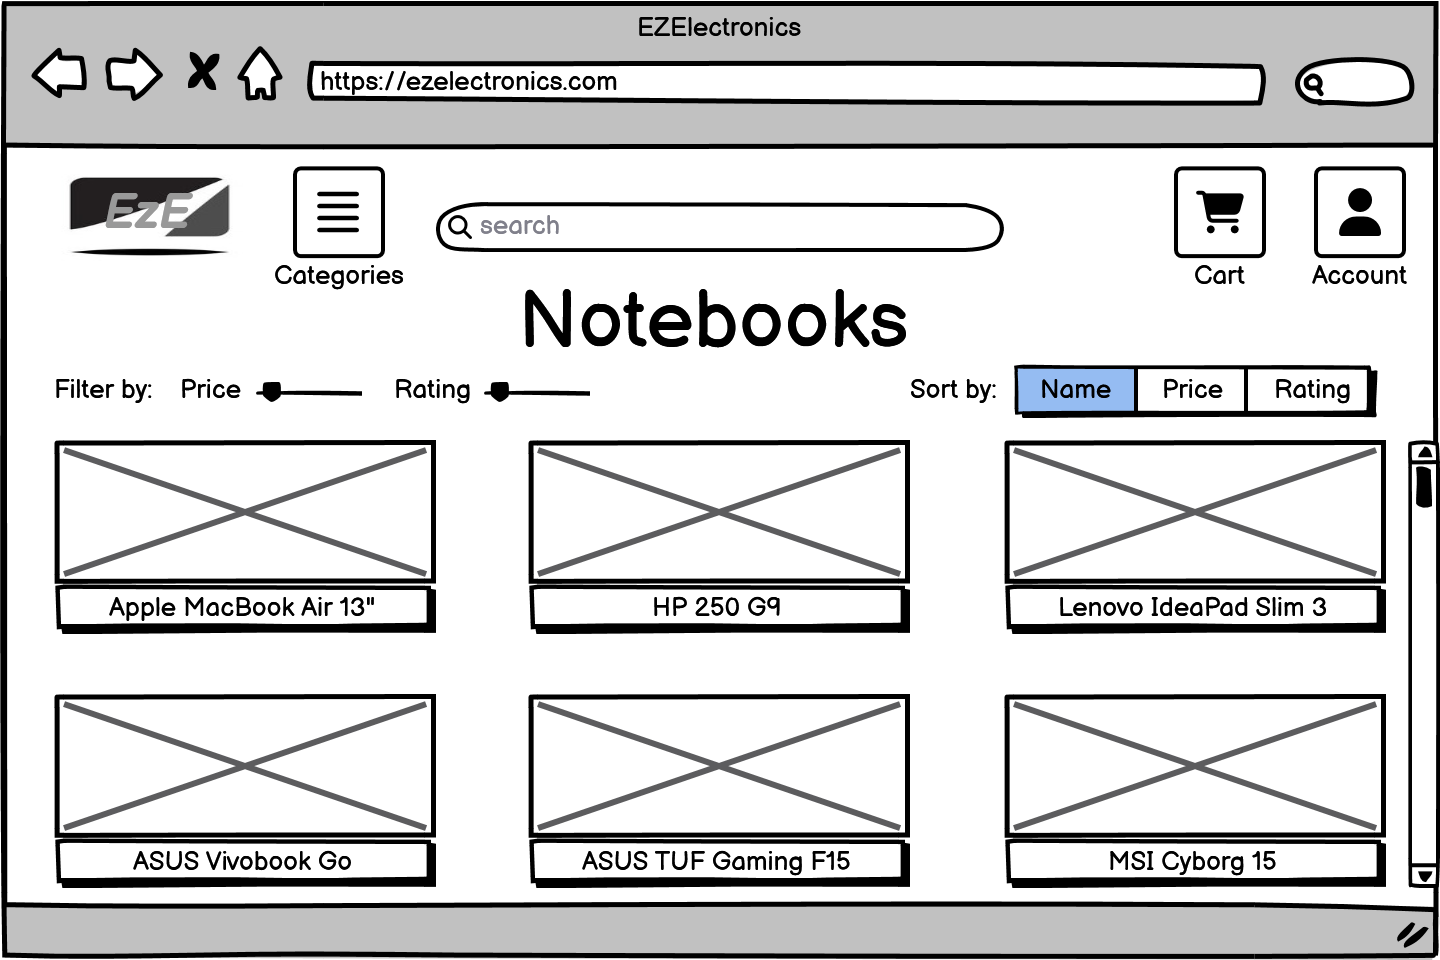 EZElectronics
https://ezelectronics.com
EzE
search
Categories
Cart
Account
Notebooks
Filter by: Price Rating
Sort by: Name Price Rating
Apple MacBook Air 13"
HP 250 G9
Lenovo IdeaPad Slim 3
ASUS Vivobook Go
ASUS TUF Gaming F15
MSI Cyborg 15